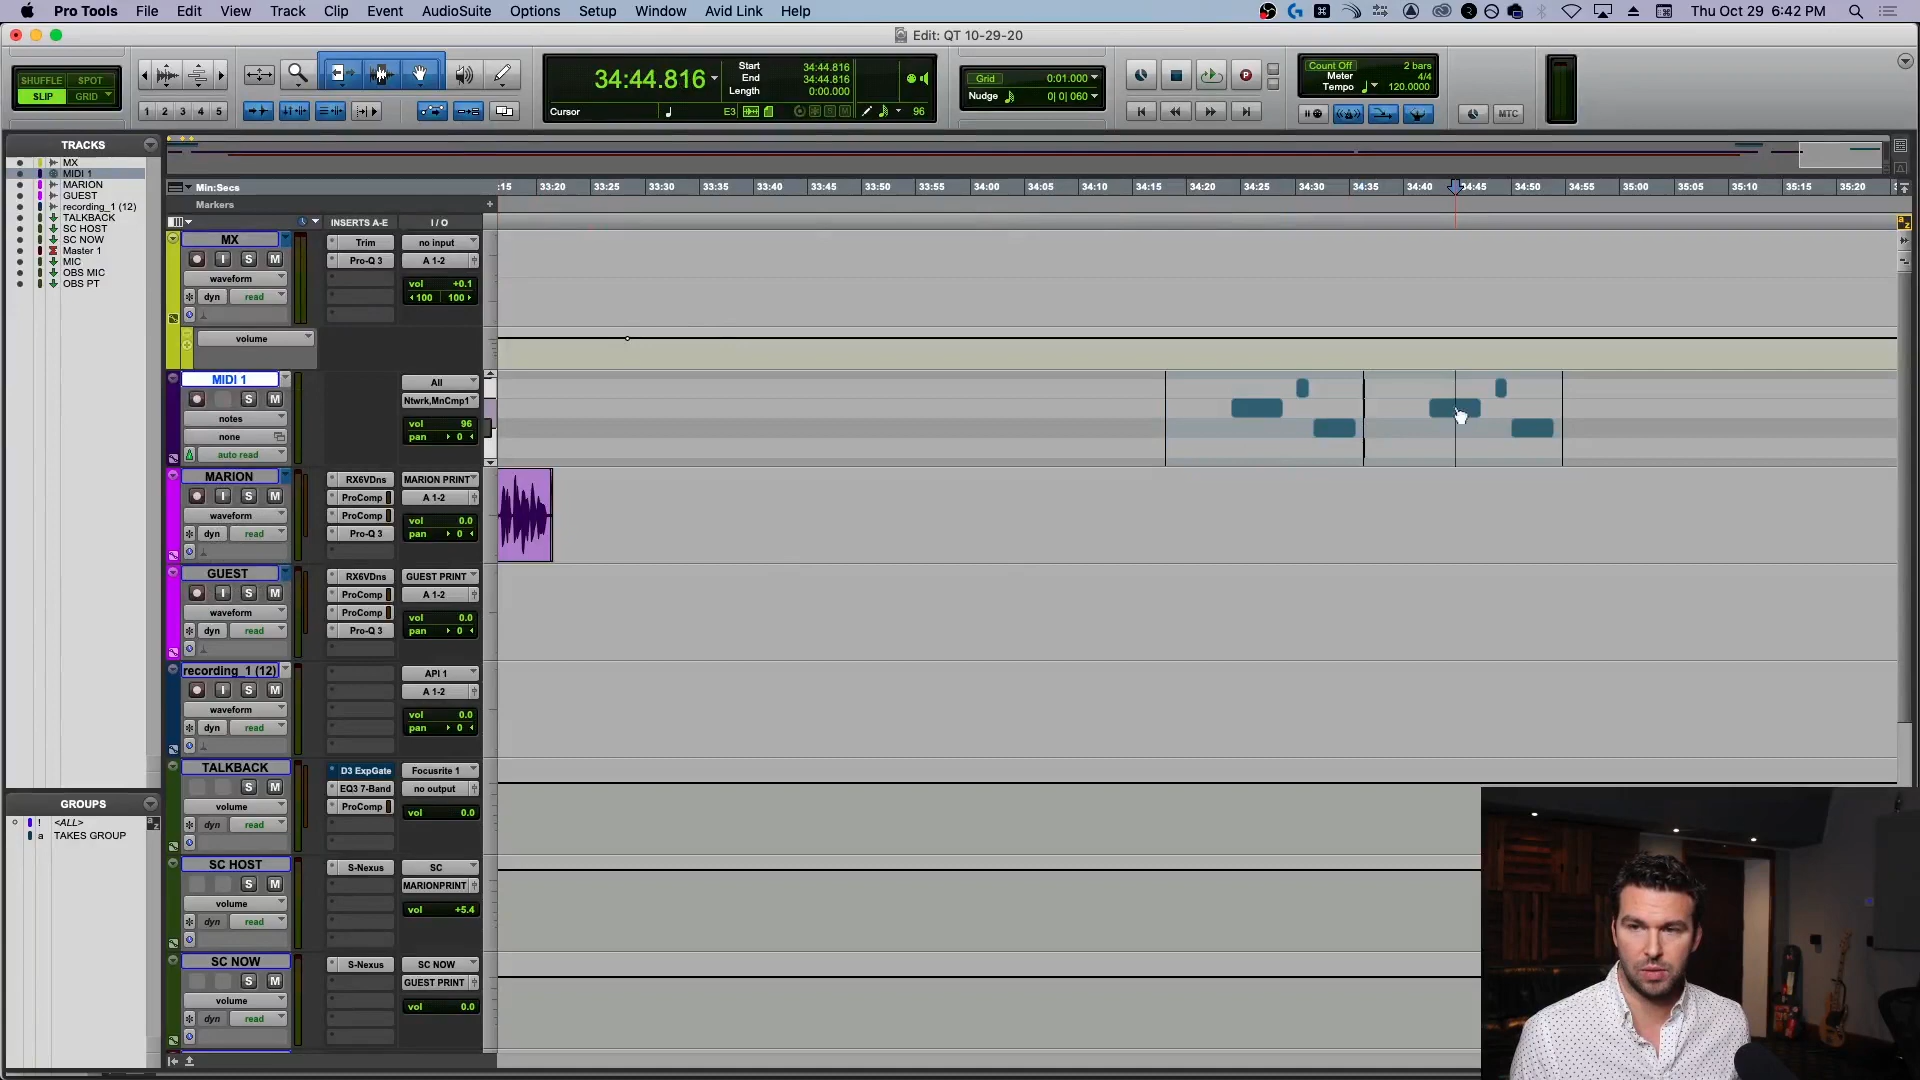 Pro Tools File Edit View Track Clip Event AudioSuite Options Setup Window Avid Link Help Thu Oct 29 6:42 PM
Edit: QT 10-29-20
SHUFFLE SPOT
SLIP GRID
1 2 3 4 5
34:44.816
Start 34:44.816
End 34:44.816
Length 0:00.000
Cursor E3 96
Grid 0:01.000
Nudge 0| 0| 060
Count Off 2 bars
Meter 4/4
Tempo 120.0000
MTC
TRACKS
MX
MIDI 1
MARION
GUEST
recording_1 (12)
TALKBACK
SC HOST
SC NOW
Master 1
MIC
OBS MIC
OBS PT
GROUPS
! <ALL>
a TAKES GROUP
Min:Secs
:15 33:20 33:25 33:30 33:35 33:40 33:45 33:50 33:55 34:00 34:05 34:10 34:15 34:20 34:25 34:30 34:35 34:40 34:45 34:50 34:55 35:00 35:05 35:10 35:15 35:20
Markers
INSERTS A-E I / O
MX Trim no input
I S M Pro-Q 3 A 1-2
waveform vol +0.1
dyn read 100 100
volume
MIDI 1 All
S M Ntwrk,MnCmp1
notes vol 96
none pan 0
auto read
MARION RX6VDns MARION PRINT
I S M ProComp A 1-2
waveform ProComp vol 0.0
dyn read Pro-Q 3 pan 0
GUEST RX6VDns GUEST PRINT
I S M ProComp A 1-2
waveform ProComp vol 0.0
dyn read Pro-Q 3 pan 0
recording_1 (12) API 1
I S M A 1-2
waveform vol 0.0
dyn read pan 0
TALKBACK D3 ExpGate Focusrite 1
S M EQ3 7-Band no output
volume ProComp vol 0.0
dyn read
SC HOST S-Nexus SC
S M MARIONPRINT
volume vol +5.4
dyn read
SC NOW S-Nexus SC NOW
S M GUEST PRINT
volume vol 0.0
dyn read